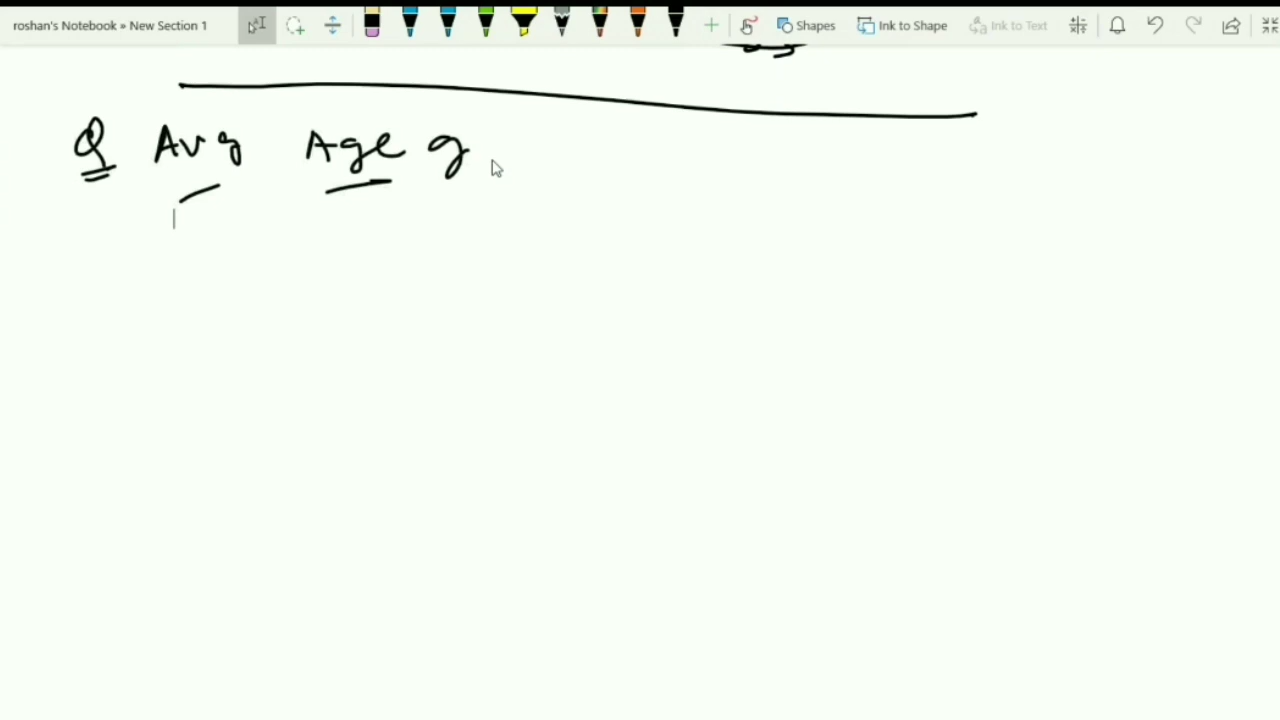 roshan's Notebook » New Section 1 Shapes Ink to Shape Ink to Text
Q Avg Age of